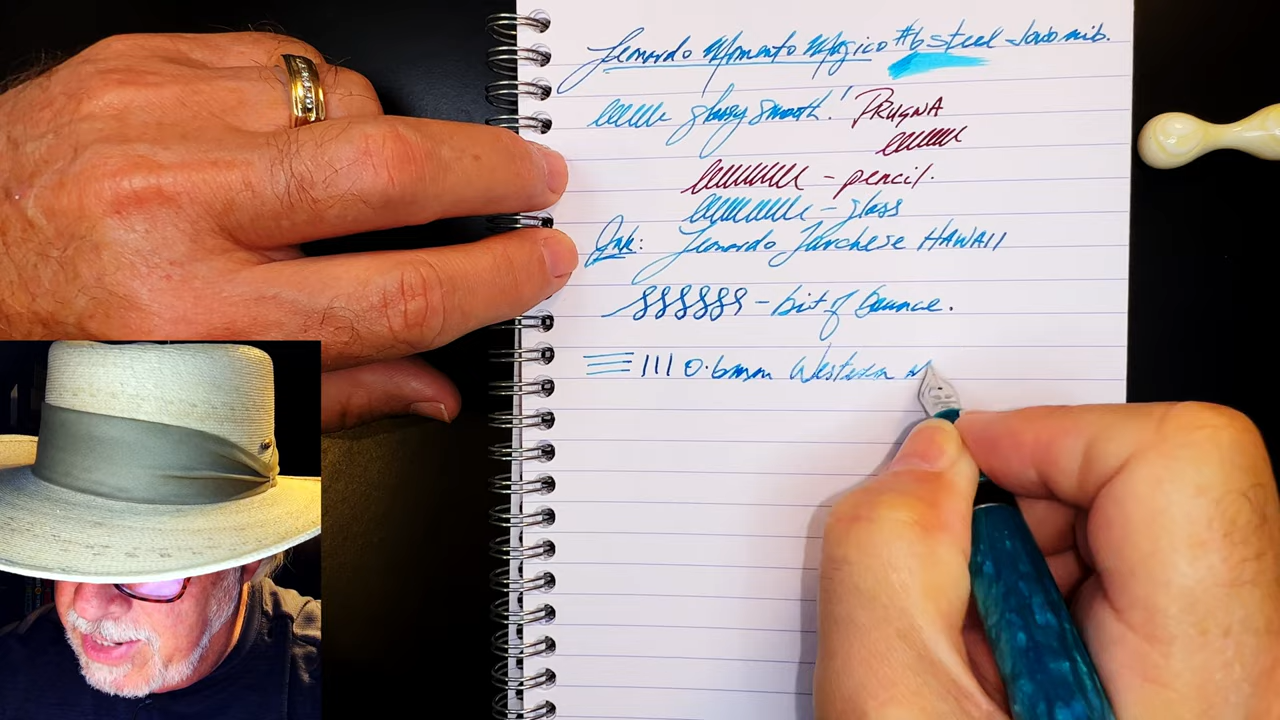 Leonardo Momento Magico #6 steel Jowo nib.
glassy smooth! PRUGNA
- pencil.
- glass
Ink: Leonardo Furchese HAWAII
- bit of bounce.
0.6mm Western M